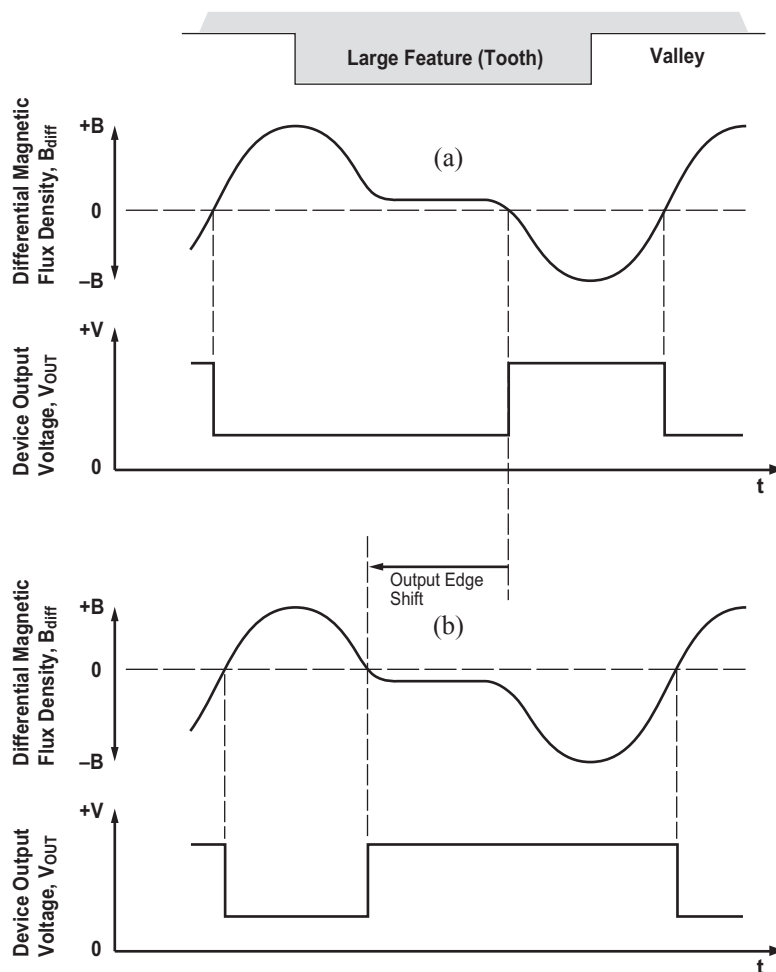 Large Feature (Tooth)
Valley
Differential Magnetic
Flux Density, Bdiff
+B
0
–B
(a)
Device Output
Voltage, VOUT
+V
0
t
Output Edge
Shift
Differential Magnetic
Flux Density, Bdiff
+B
0
–B
(b)
Device Output
Voltage, VOUT
+V
0
t